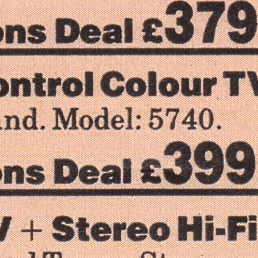 ons Deal £379
ontrol Colour TV
and. Model: 5740.
ons Deal £399
V + Stereo Hi-Fi